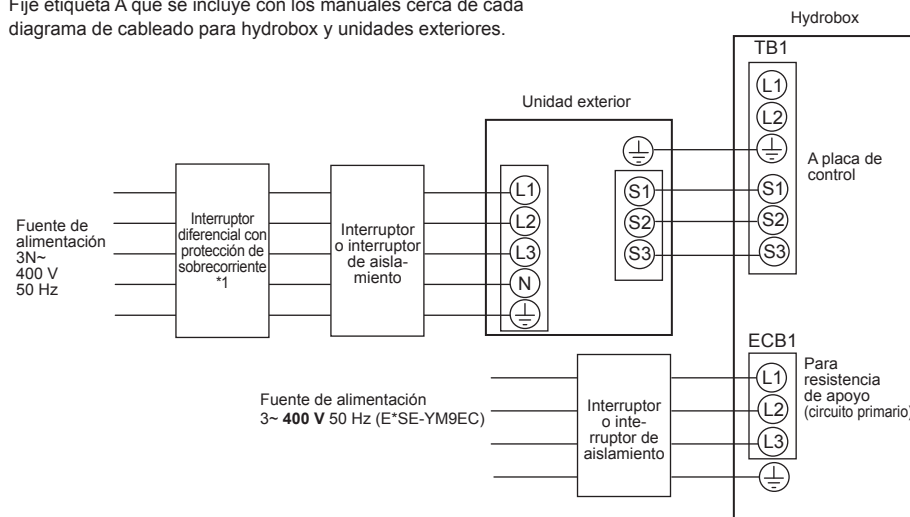 Fije etiqueta A que se incluye con los manuales cerca de cada
diagrama de cableado para hydrobox y unidades exteriores.
Hydrobox
TB1
L1
L2
A placa de
control
S1
S2
S3
Unidad exterior
L1
L2
L3
N
S1
S2
S3
Fuente de
alimentación
3N~
400 V
50 Hz
Interruptor
diferencial con
protección de
sobrecorriente
*1
Interruptor
o interruptor
de aisla-
miento
ECB1
L1
L2
L3
Para
resistencia
de apoyo
(circuito primario)
Fuente de alimentación
3~ 400 V 50 Hz (E*SE-YM9EC)
Interruptor
o inte-
rruptor de
aislamiento